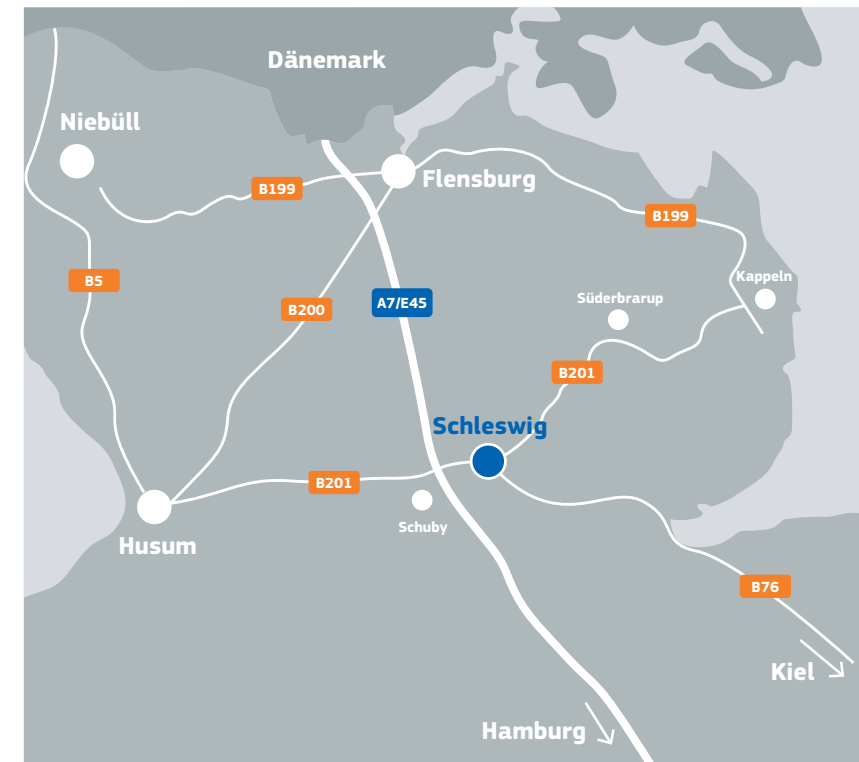 Dänemark
Niebüll
Flensburg
B199
B199
B5
Kappeln
Süderbrarup
A7/E45
B200
B201
Schleswig
B201
Schuby
Husum
B76
Kiel
Hamburg